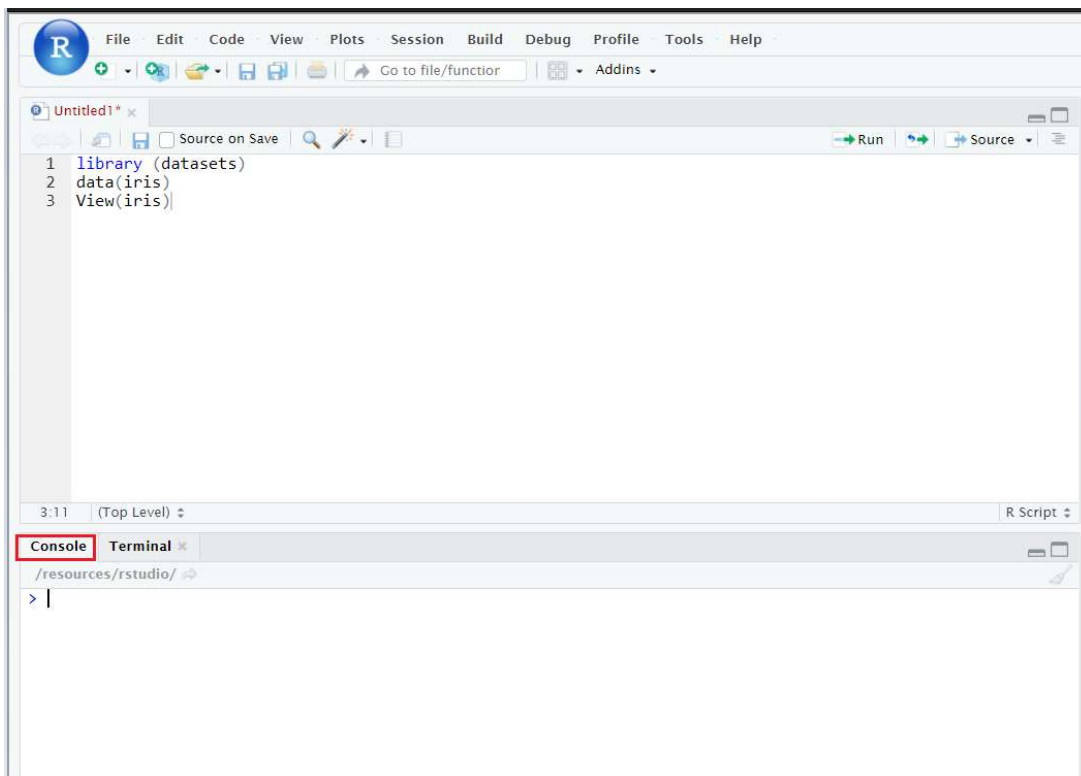 R File Edit Code View Plots Session Build Debug Profile Tools Help
R Go to file/functior Addins
R Untitled1*
Source on Save Run Source
1 library (datasets)
2 data(iris)
3 View(iris)
3:11 (Top Level) R Script
Console Terminal
/resources/rstudio/
>